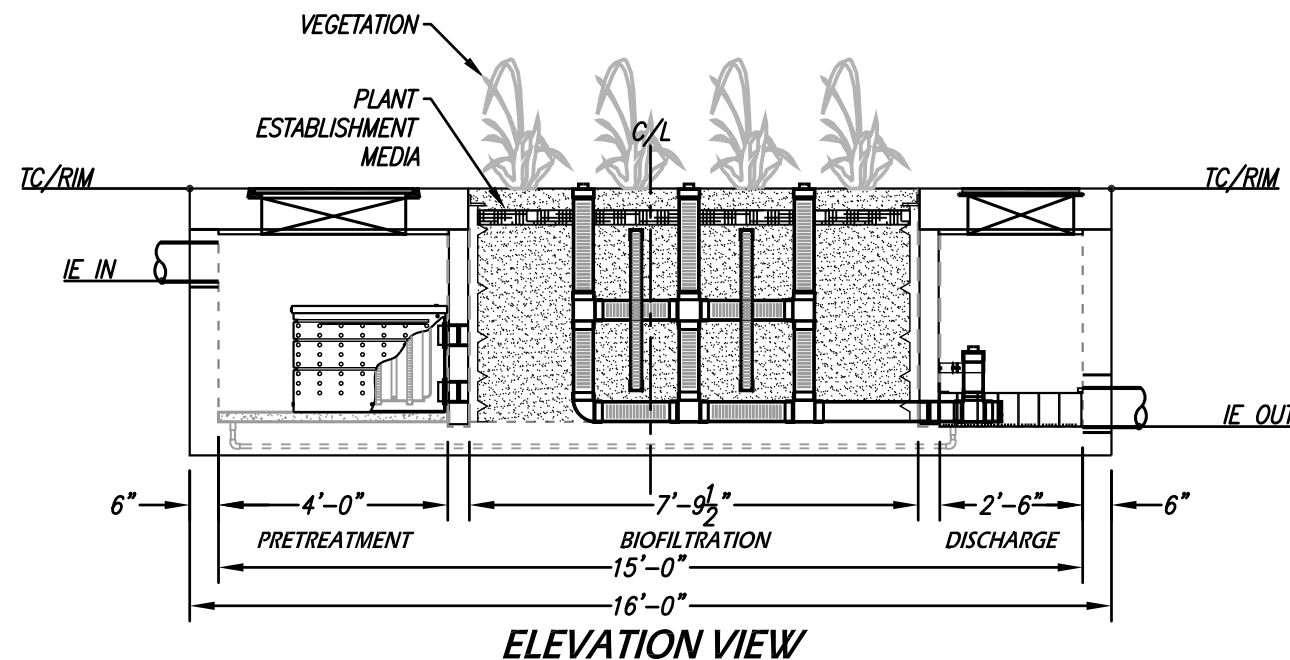 VEGETATION
PLANT
ESTABLISHMENT
MEDIA
C/L
TC/RIM
TC/RIM
IE IN
IE OUT
6" 4'-0" 7'-9 1/2" 2'-6" 6"
PRETREATMENT BIOFILTRATION DISCHARGE
15'-0"
16'-0"
ELEVATION VIEW